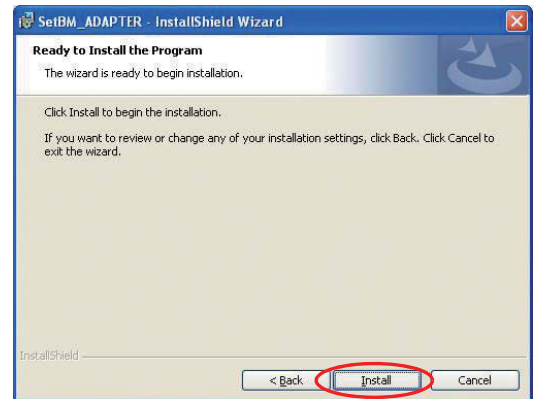 SetBM_ADAPTER - InstallShield Wizard
Ready to Install the Program
The wizard is ready to begin installation.
Click Install to begin the installation.
If you want to review or change any of your installation settings, click Back. Click Cancel to
exit the wizard.
InstallShield
< Back
Install
Cancel